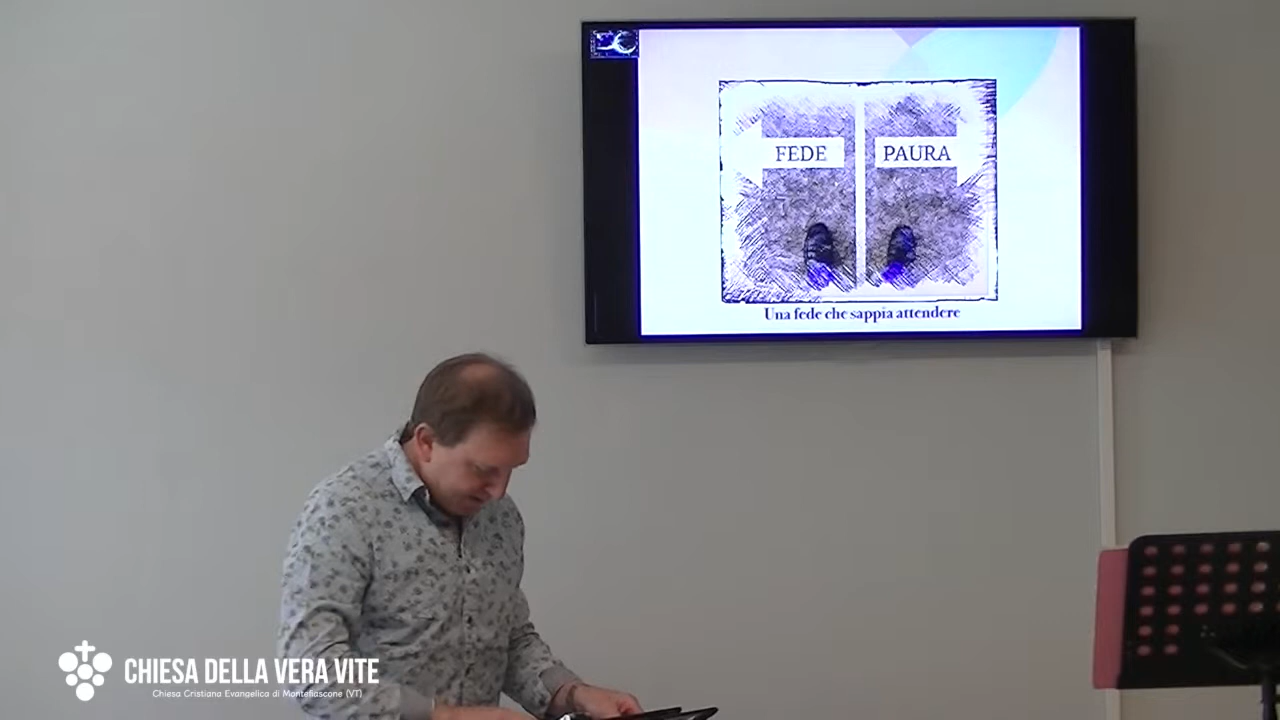 FEDE
PAURA
Una fede che sappia attendere
CHIESA DELLA VERA VITE
Chiesa Cristiana Evangelica di Montefiascone (VT)